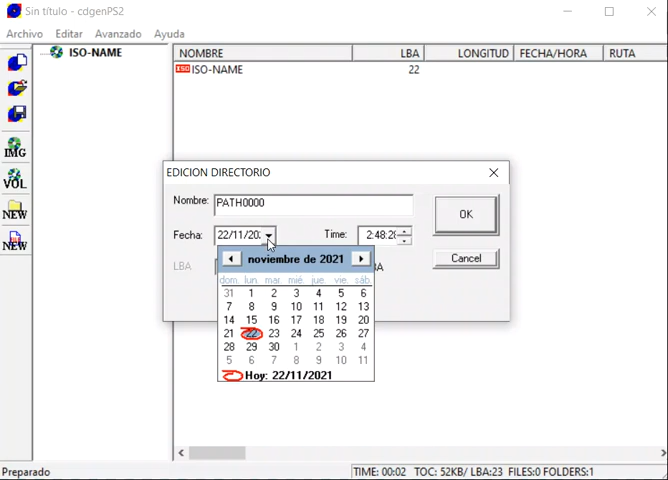 Sin título - cdgenPS2
Archivo Editar Avanzado Ayuda
ISO-NAME
NOMBRE LBA LONGITUD FECHA/HORA RUTA
ISO ISO-NAME 22
IMG
VOL
NEW
NEW
EDICION DIRECTORIO
Nombre: PATH0000
OK
Fecha: 22/11/20 Time: 2:48:2
LBA
Cancel
noviembre de 2021
dom. lun. mar. mié. jue. vie. sáb.
31 1 2 3 4 5 6
7 8 9 10 11 12 13
14 15 16 17 18 19 20
21 22 23 24 25 26 27
28 29 30 1 2 3 4
5 6 7 8 9 10 11
Hoy: 22/11/2021
Preparado
TIME: 00:02 TOC: 52KB/ LBA:23 FILES:0 FOLDERS:1